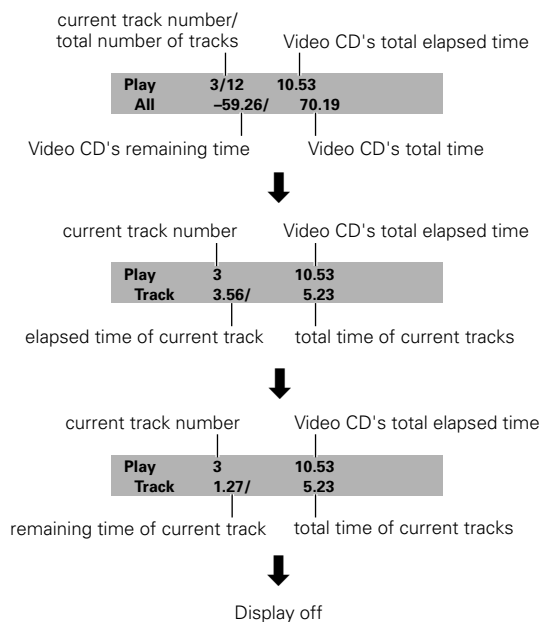 current track number/
total number of tracks
Video CD's total elapsed time
Play 3/12 10.53
All –59.26/ 70.19
Video CD's remaining time Video CD's total time
current track number Video CD's total elapsed time
Play 3 10.53
Track 3.56/ 5.23
elapsed time of current track total time of current tracks
current track number Video CD's total elapsed time
Play 3 10.53
Track 1.27/ 5.23
remaining time of current track total time of current tracks
Display off